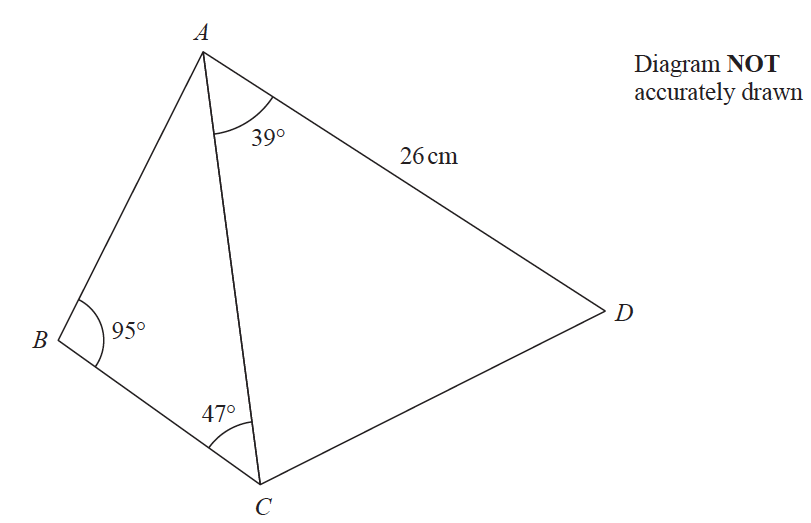 A
Diagram NOT
accurately drawn
39°
26 cm
D
B
95°
47°
C